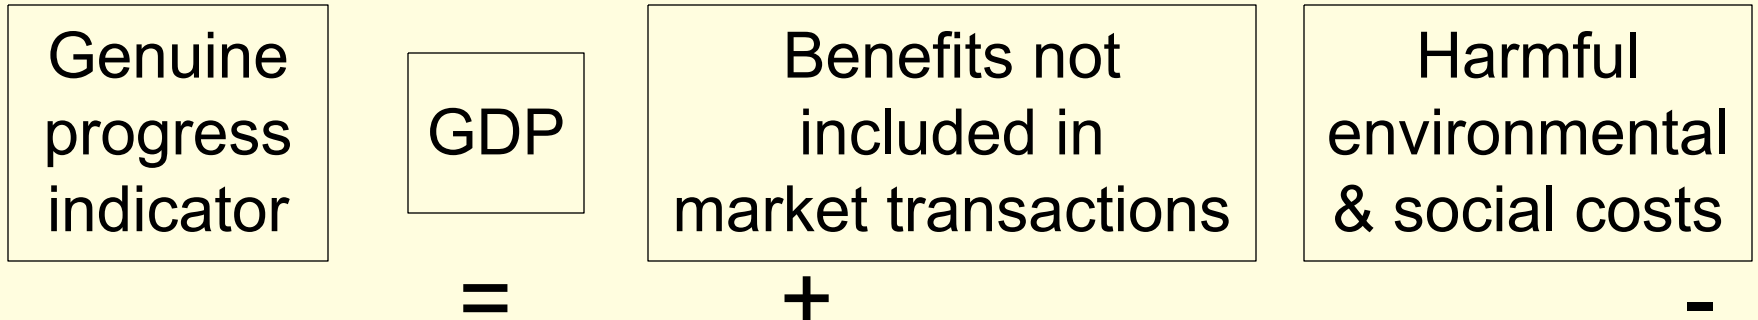 Genuine
progress
indicator
GDP
Benefits not
included in
market transactions
Harmful
environmental
& social costs
= + -